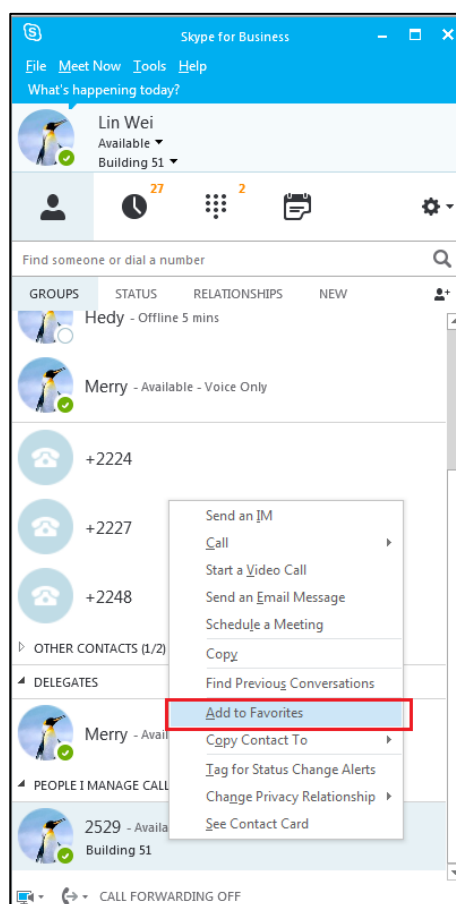 Skype for Business
File Meet Now Tools Help
What's happening today?
Lin Wei
Available
Building 51
27
2
Find someone or dial a number
GROUPS STATUS RELATIONSHIPS NEW
Hedy - Offline 5 mins
Merry - Available - Voice Only
+2224
+2227
+2248
Send an IM
Call
Start a Video Call
Send an Email Message
Schedule a Meeting
Copy
Find Previous Conversations
Add to Favorites
Copy Contact To
Tag for Status Change Alerts
Change Privacy Relationship
See Contact Card
OTHER CONTACTS (1/2)
DELEGATES
Merry - Avai
PEOPLE I MANAGE CALL
2529 - Availa
Building 51
CALL FORWARDING OFF